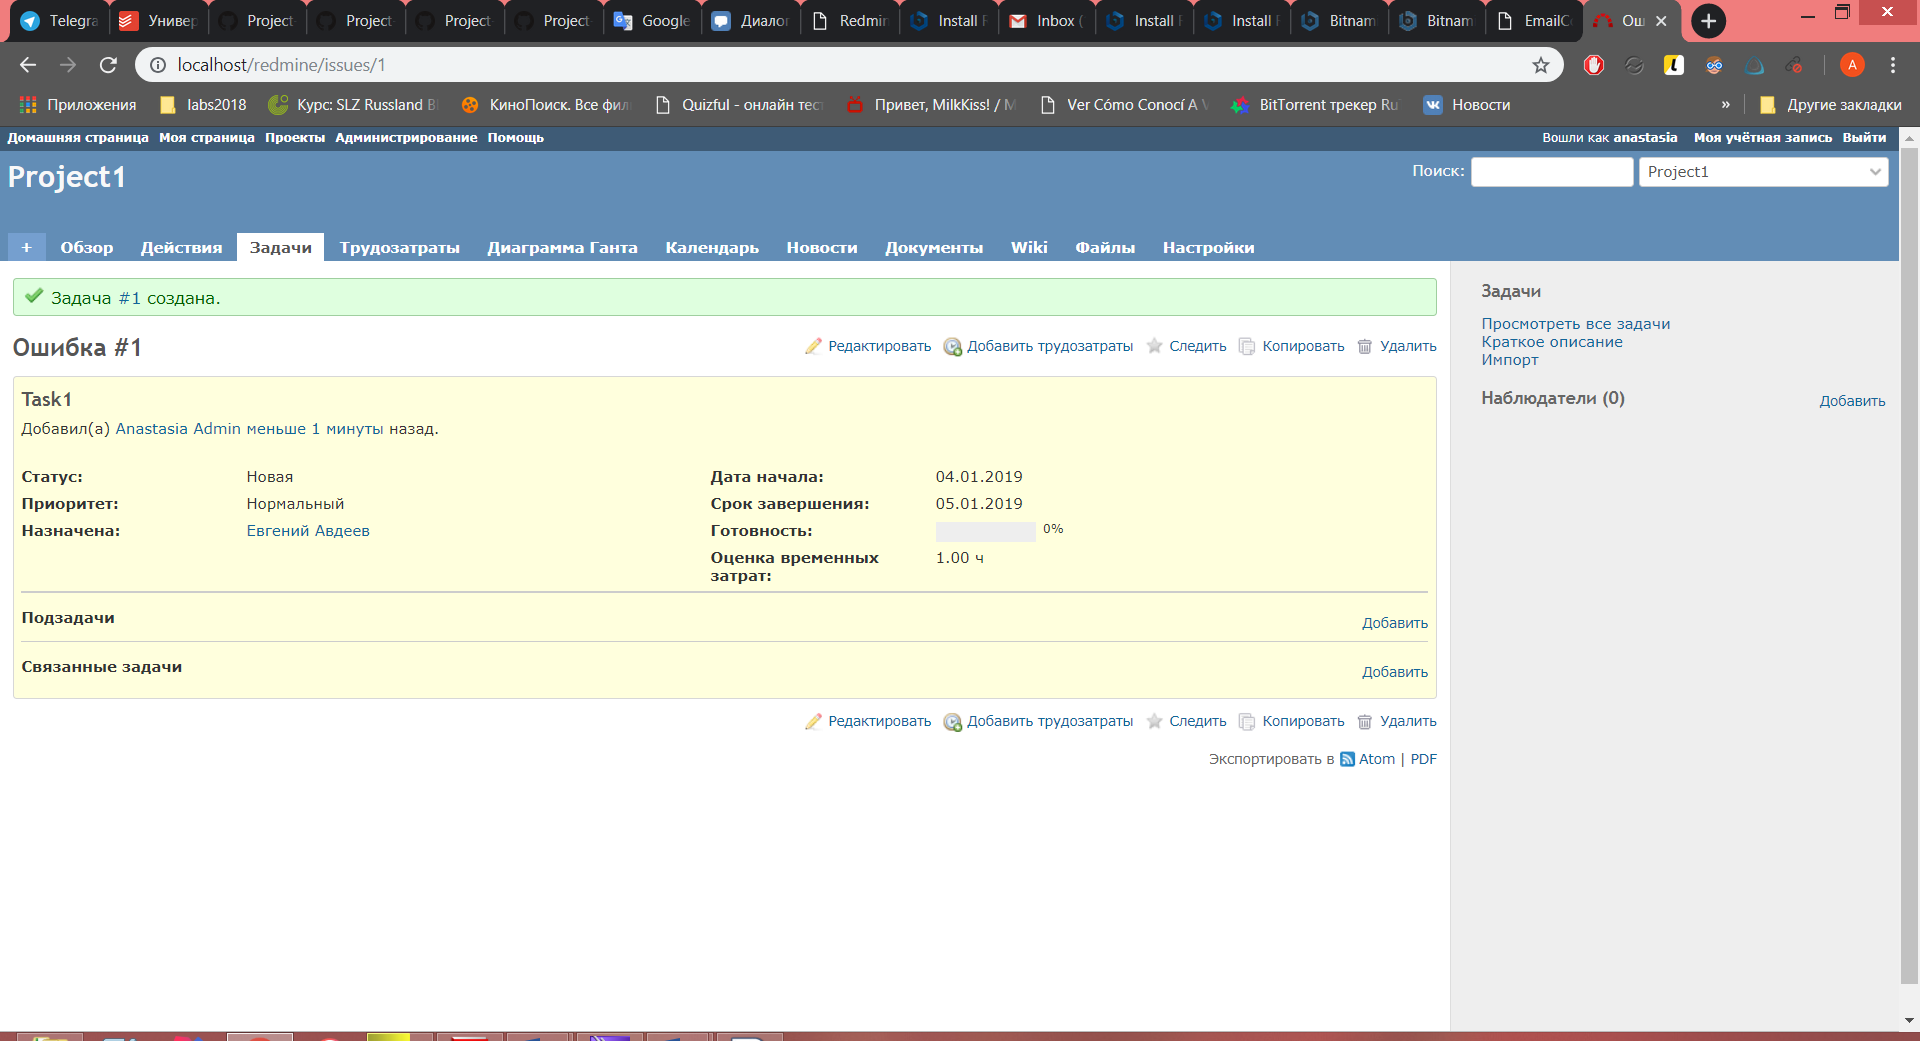 Telegra Универ Project Project Project Project Google Диалог Redmin Install Inbox ( Install Install Bitnam Bitnam EmailCo Ош
localhost/redmine/issues/1
Приложения labs2018 Курс: SLZ Russland КиноПоиск. Все фил Quizful - онлайн тест Привет, MilkKiss! / M Ver Cómo Conocí A BitTorrent трекер Ru Новости » Другие закладки
Домашняя страница Моя страница Проекты Администрирование Помощь Вошли как anastasia Моя учётная запись Выйти
Project1 Поиск: Project1
+ Обзор Действия Задачи Трудозатраты Диаграмма Ганта Календарь Новости Документы Wiki Файлы Настройки
Задача #1 создана.
Ошибка #1 Редактировать Добавить трудозатраты Следить Копировать Удалить
Task1
Добавил(а) Anastasia Admin меньше 1 минуты назад.
Статус: Новая Дата начала: 04.01.2019
Приоритет: Нормальный Срок завершения: 05.01.2019
Назначена: Евгений Авдеев Готовность: 0%
Оценка временных 1.00 ч
затрат:
Подзадачи Добавить
Связанные задачи Добавить
Редактировать Добавить трудозатраты Следить Копировать Удалить
Экспортировать в Atom | PDF
Задачи
Просмотреть все задачи
Краткое описание
Импорт
Наблюдатели (0) Добавить